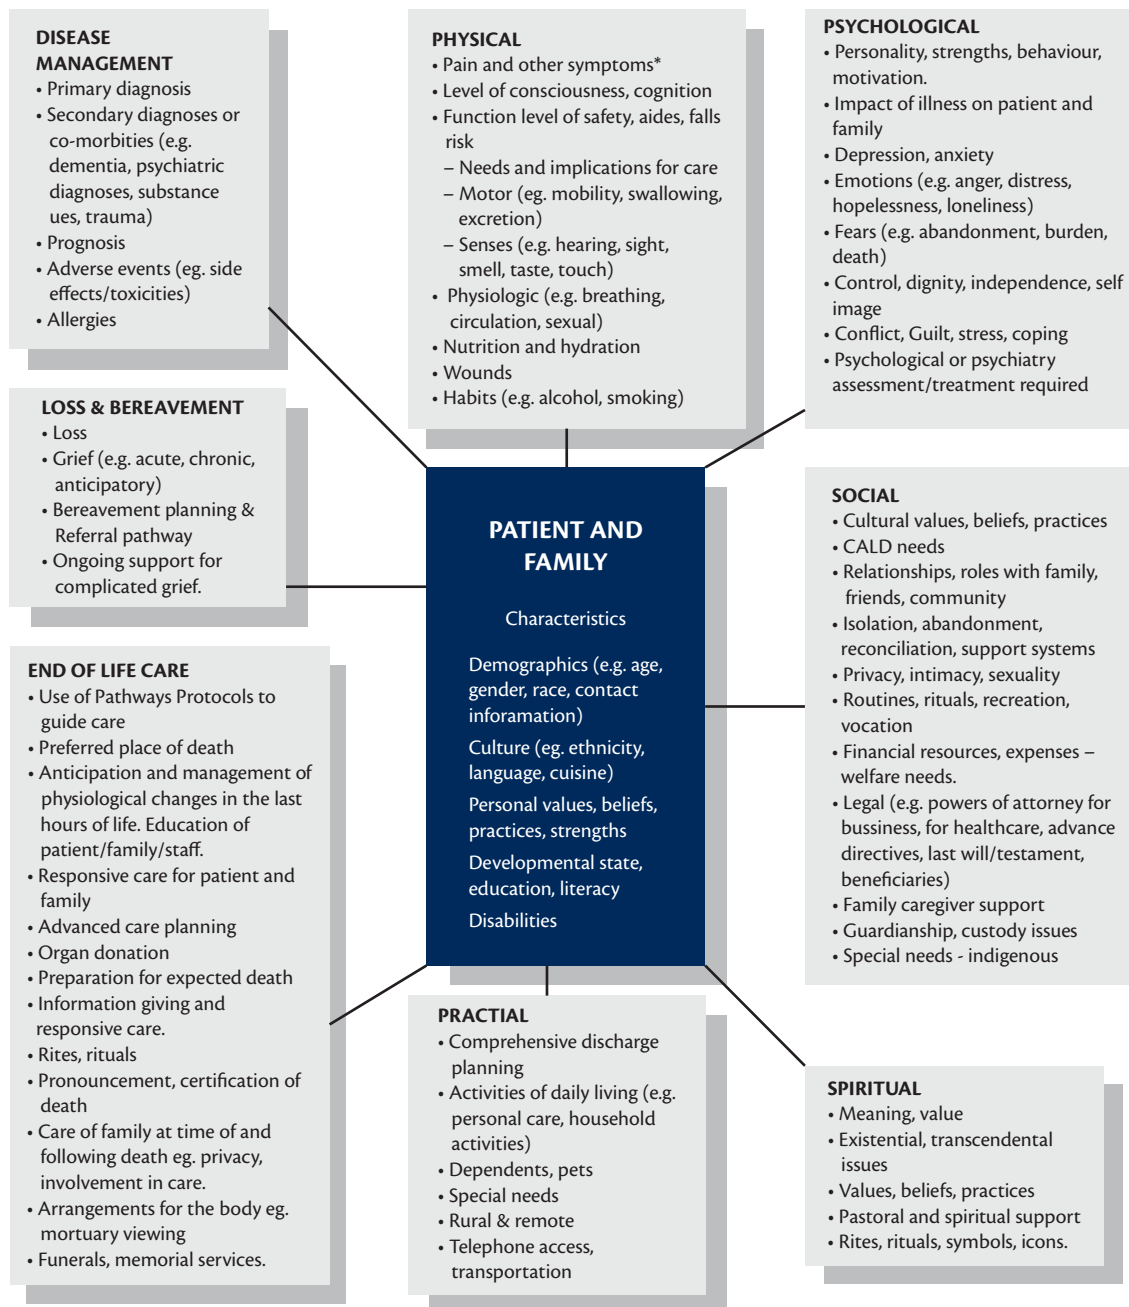 DISEASE
MANAGEMENT
• Primary diagnosis
• Secondary diagnoses or
co-morbities (e.g.
dementia, psychiatric
diagnoses, substance
ues, trauma)
• Prognosis
• Adverse events (eg. side
effects/toxicities)
• Allergies
PHYSICAL
• Pain and other symptoms*
• Level of consciousness, cognition
• Function level of safety, aides, falls
risk
– Needs and implications for care
– Motor (eg. mobility, swallowing,
excretion)
– Senses (e.g. hearing, sight,
smell, taste, touch)
• Physiologic (e.g. breathing,
circulation, sexual)
• Nutrition and hydration
• Wounds
• Habits (e.g. alcohol, smoking)
PSYCHOLOGICAL
• Personality, strengths, behaviour,
motivation.
• Impact of illness on patient and
family
• Depression, anxiety
• Emotions (e.g. anger, distress,
hopelessness, loneliness)
• Fears (e.g. abandonment, burden,
death)
• Control, dignity, independence, self
image
• Conflict, Guilt, stress, coping
• Psychological or psychiatry
assessment/treatment required
LOSS & BEREAVEMENT
• Loss
• Grief (e.g. acute, chronic,
anticipatory)
• Bereavement planning &
Referral pathway
• Ongoing support for
complicated grief.
PATIENT AND
FAMILY
Characteristics
Demographics (e.g. age,
gender, race, contact
inforamation)
Culture (eg. ethnicity,
language, cuisine)
Personal values, beliefs,
practices, strengths
Developmental state,
education, literacy
Disabilities
SOCIAL
• Cultural values, beliefs, practices
• CALD needs
• Relationships, roles with family,
friends, community
• Isolation, abandonment,
reconciliation, support systems
• Privacy, intimacy, sexuality
• Routines, rituals, recreation,
vocation
• Financial resources, expenses –
welfare needs.
• Legal (e.g. powers of attorney for
bussiness, for healthcare, advance
directives, last will/testament,
beneficiaries)
• Family caregiver support
• Guardianship, custody issues
• Special needs - indigenous
END OF LIFE CARE
• Use of Pathways Protocols to
guide care
• Preferred place of death
• Anticipation and management of
physiological changes in the last
hours of life. Education of
patient/family/staff.
• Responsive care for patient and
family
• Advanced care planning
• Organ donation
• Preparation for expected death
• Information giving and
responsive care.
• Rites, rituals
• Pronouncement, certification of
death
• Care of family at time of and
following death eg. privacy,
involvement in care.
• Arrangements for the body eg.
mortuary viewing
• Funerals, memorial services.
PRACTIAL
• Comprehensive discharge
planning
• Activities of daily living (e.g.
personal care, household
activities)
• Dependents, pets
• Special needs
• Rural & remote
• Telephone access,
transportation
SPIRITUAL
• Meaning, value
• Existential, transcendental
issues
• Values, beliefs, practices
• Pastoral and spiritual support
• Rites, rituals, symbols, icons.